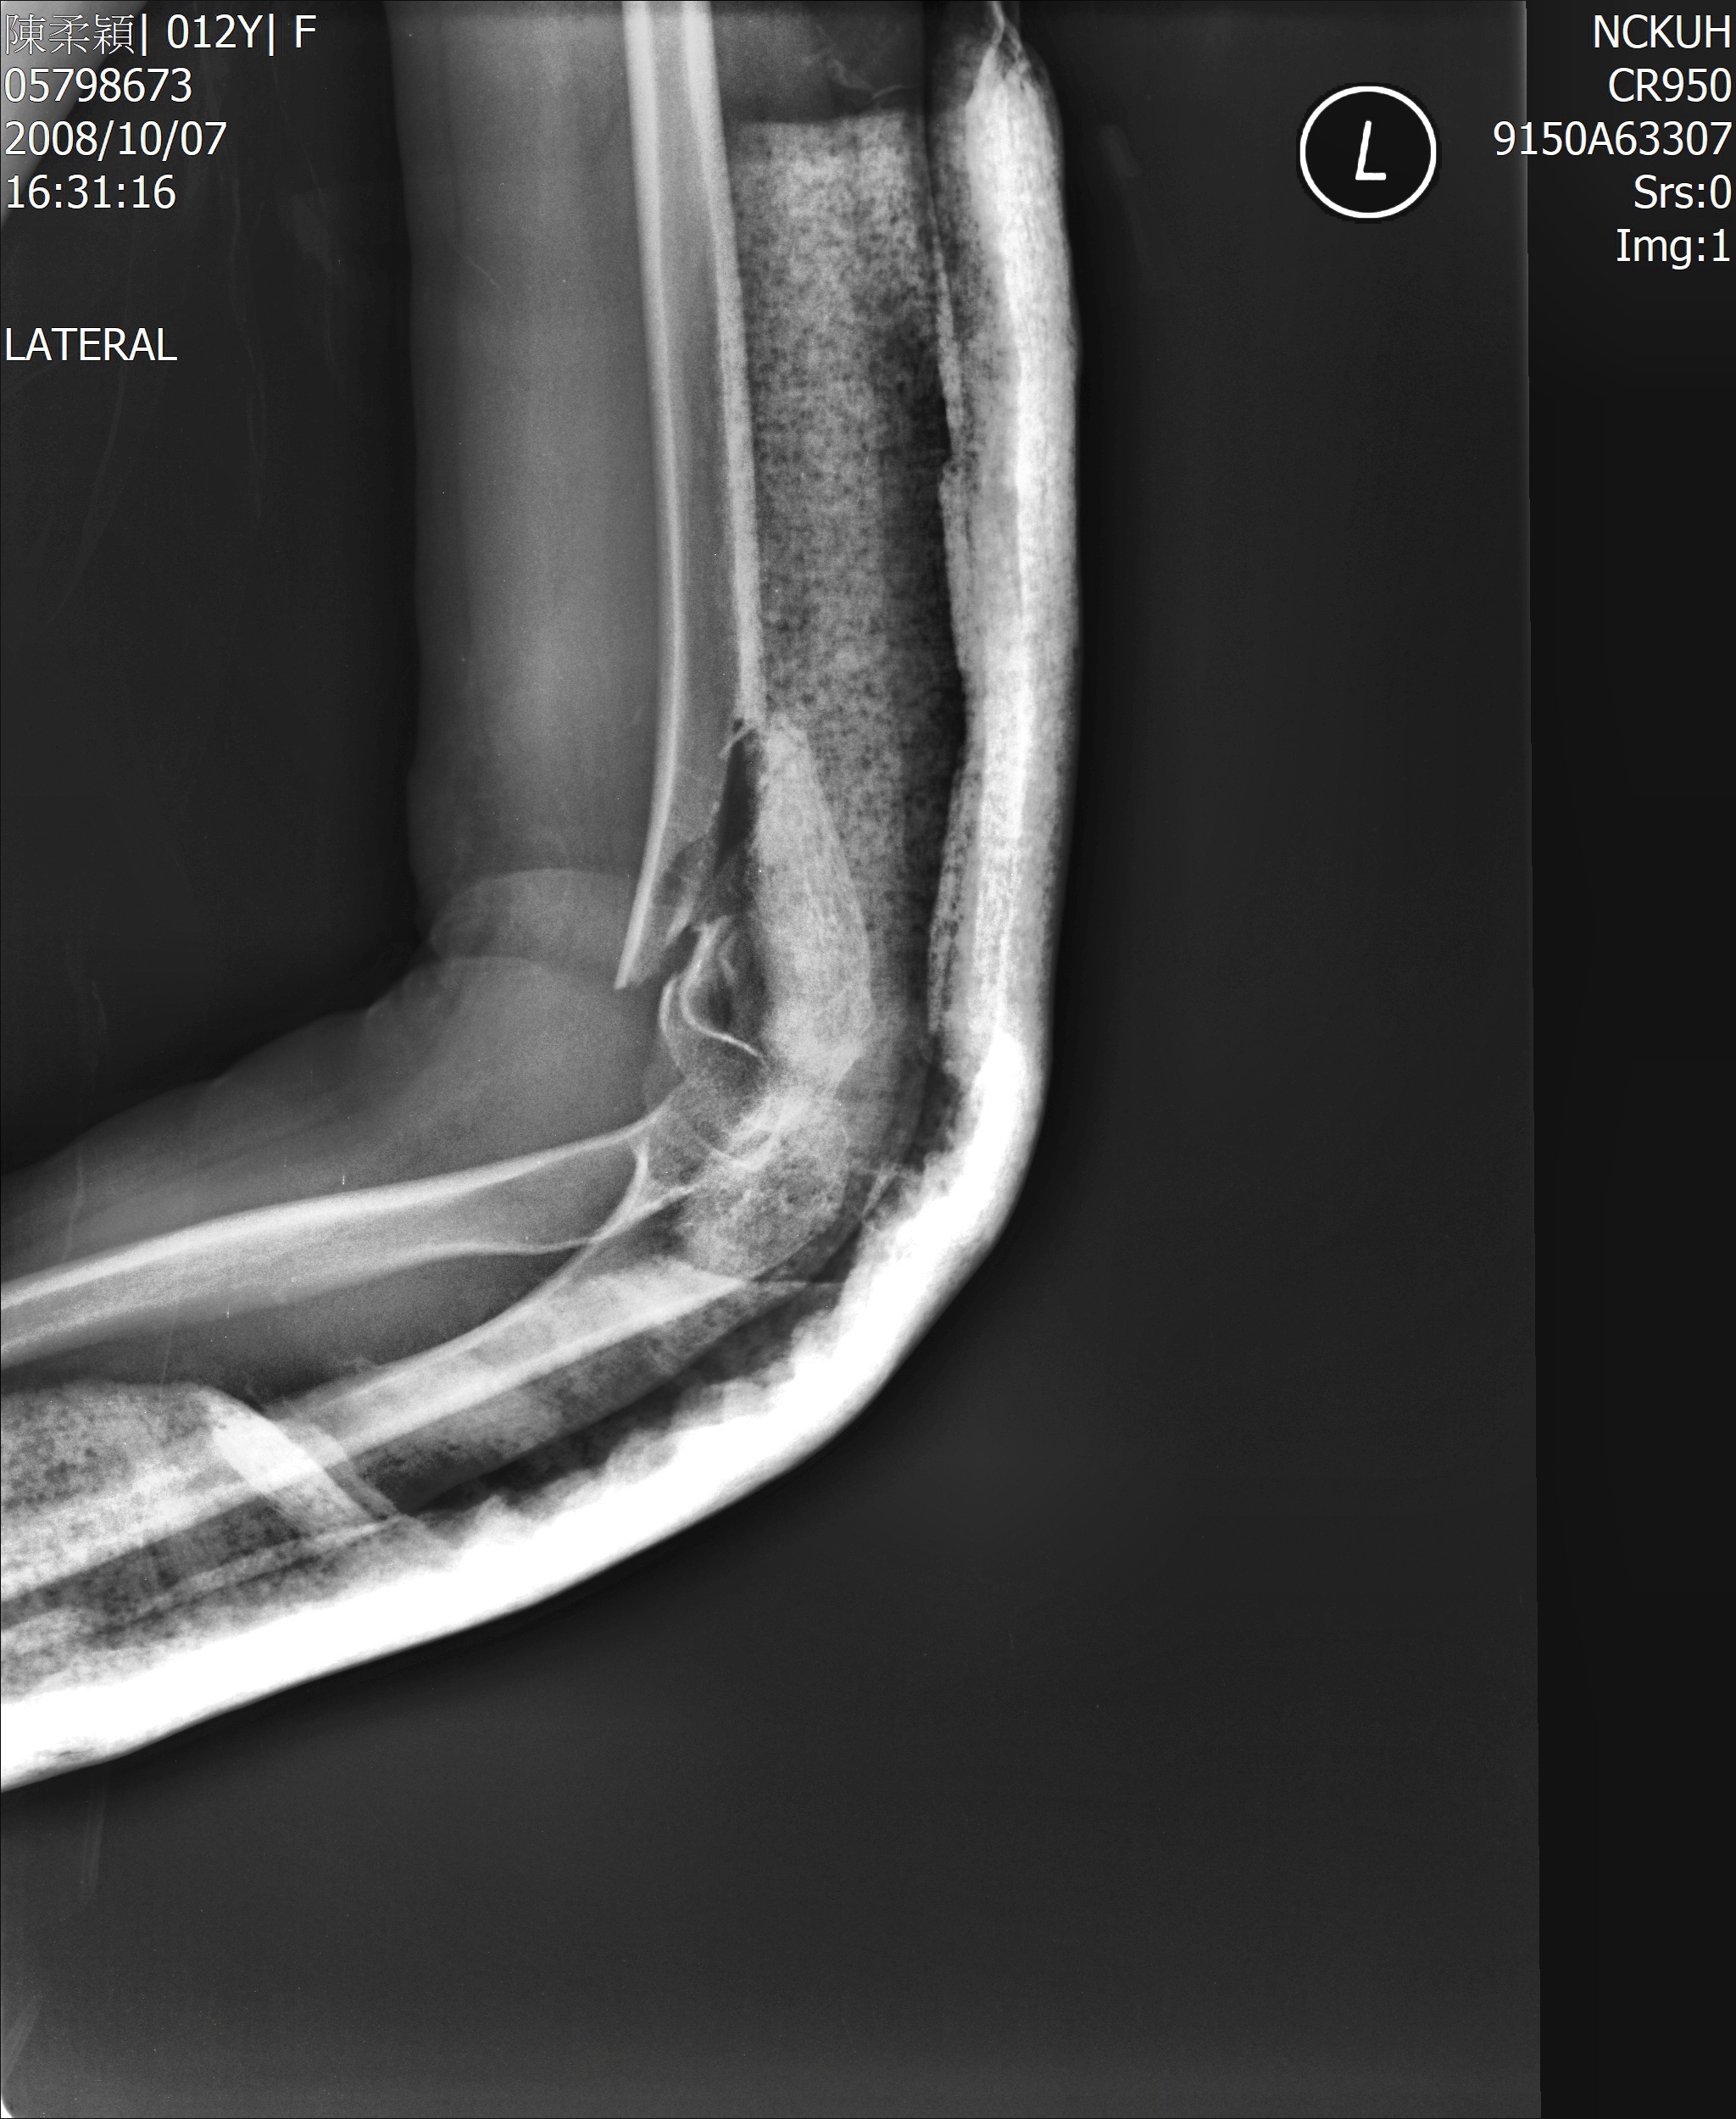 陳柔穎| 012Y| F
05798673
2008/10/07
16:31:16
LATERAL
NCKUH
CR950
9150A63307
Srs:0
Img:1
L